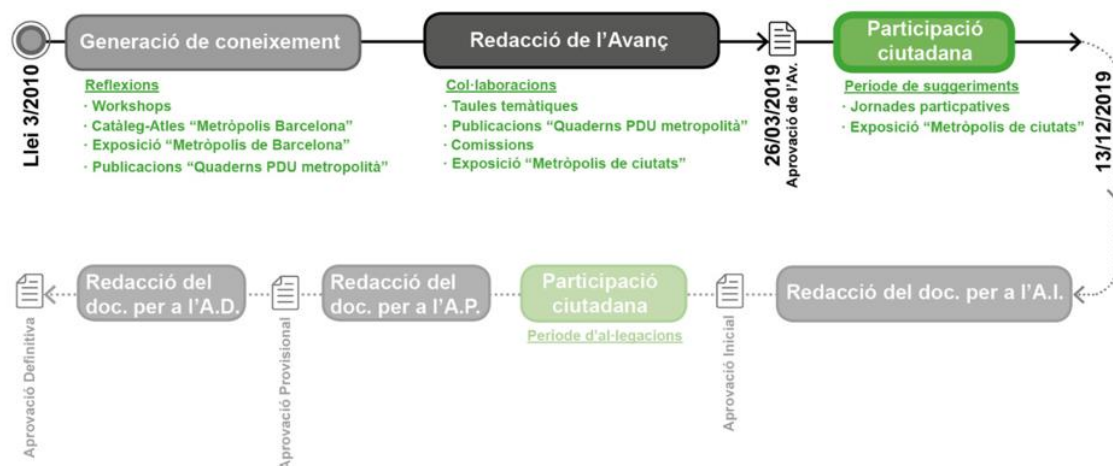 Llei 3/2010
Generació de coneixement
Reflexions
· Workshops
· Catàleg-Atles “Metròpolis Barcelona”
· Exposició “Metròpolis de Barcelona”
· Publicacions “Quaderns PDU metropolità”
Redacció de l’Avanç
Col·laboracions
· Taules temàtiques
· Publicacions “Quaderns PDU metropolità”
· Comissions
· Exposició “Metròpolis de ciutats”
26/03/2019
Aprovació de l’Av.
Participació
ciutadana
Periode de suggeriments
· Jornades particpatives
· Exposició “Metròpolis de ciutats”
13/12/2019
Redacció del doc. per a l’A.I.
Aprovació Inicial
Participació
ciutadana
Periode d’al·legacions
Redacció del
doc. per a l’A.P.
Aprovació Provisional
Redacció del
doc. per a l’A.D.
Aprovació Definitiva